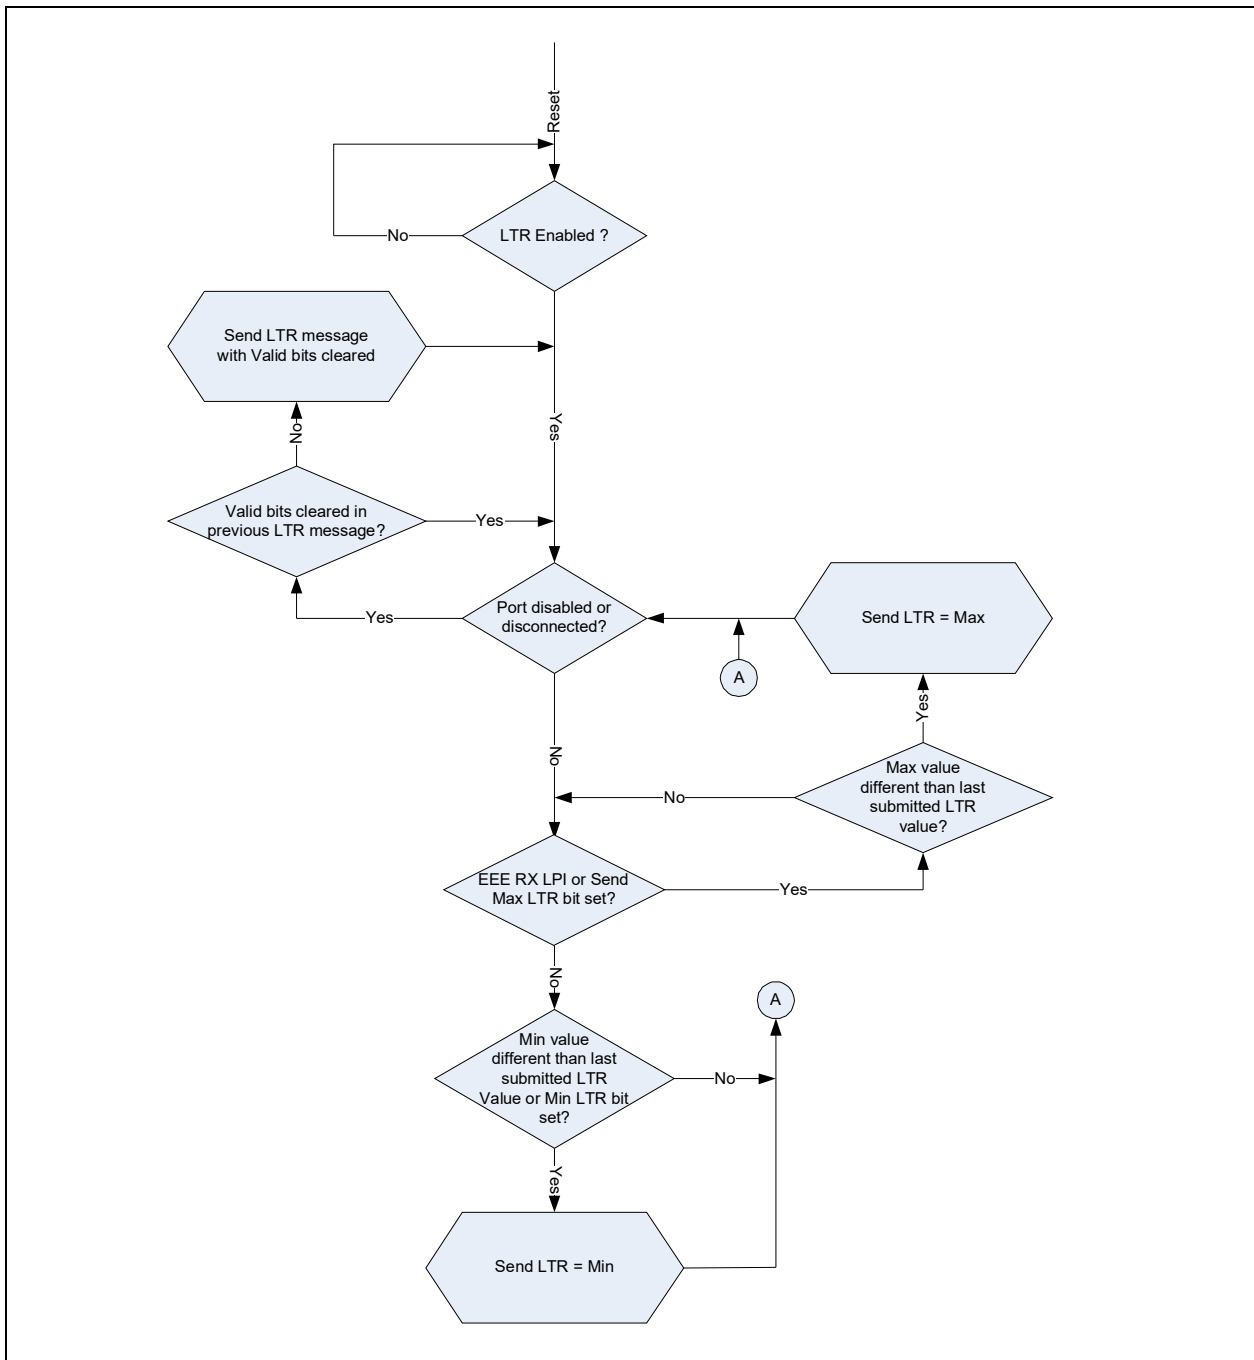 Reset
LTR Enabled ?
No
Send LTR message
with Valid bits cleared
Yes
No
Valid bits cleared in
previous LTR message?
Yes
Port disabled or
disconnected?
Yes
Send LTR = Max
A
No
Yes
Max value
different than last
submitted LTR
value?
No
EEE RX LPI or Send
Max LTR bit set?
Yes
No
A
Min value
different than last
submitted LTR
Value or Min LTR bit
set?
No
Yes
Send LTR = Min